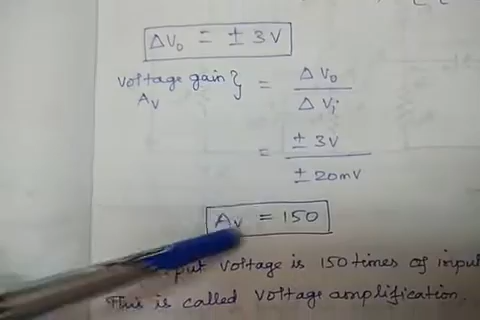 ΔV₀ = ± 3V
Voltage gain } = ΔV₀ / ΔVᵢ
Aᵥ
= ± 3V / ± 20mV
Aᵥ = 150
voltage is 150 times of
This is called voltage amplification.